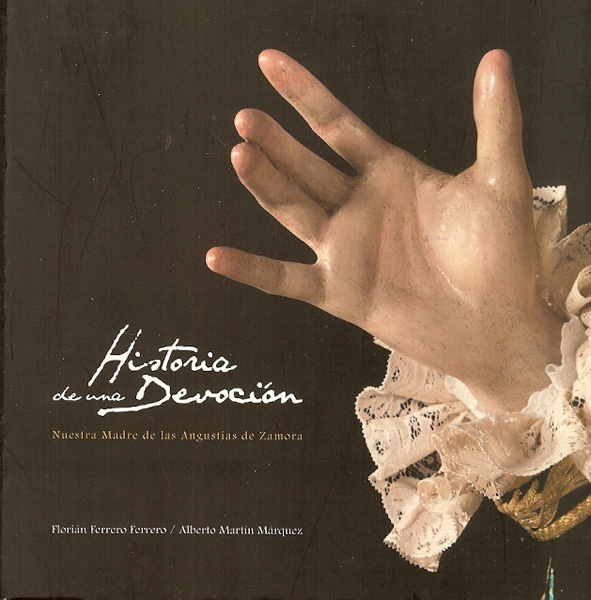 Historia
de una Devoción
Nuestra Madre de las Angustias de Zamora
Florián Ferrero Ferrero / Alberto Martín Márquez